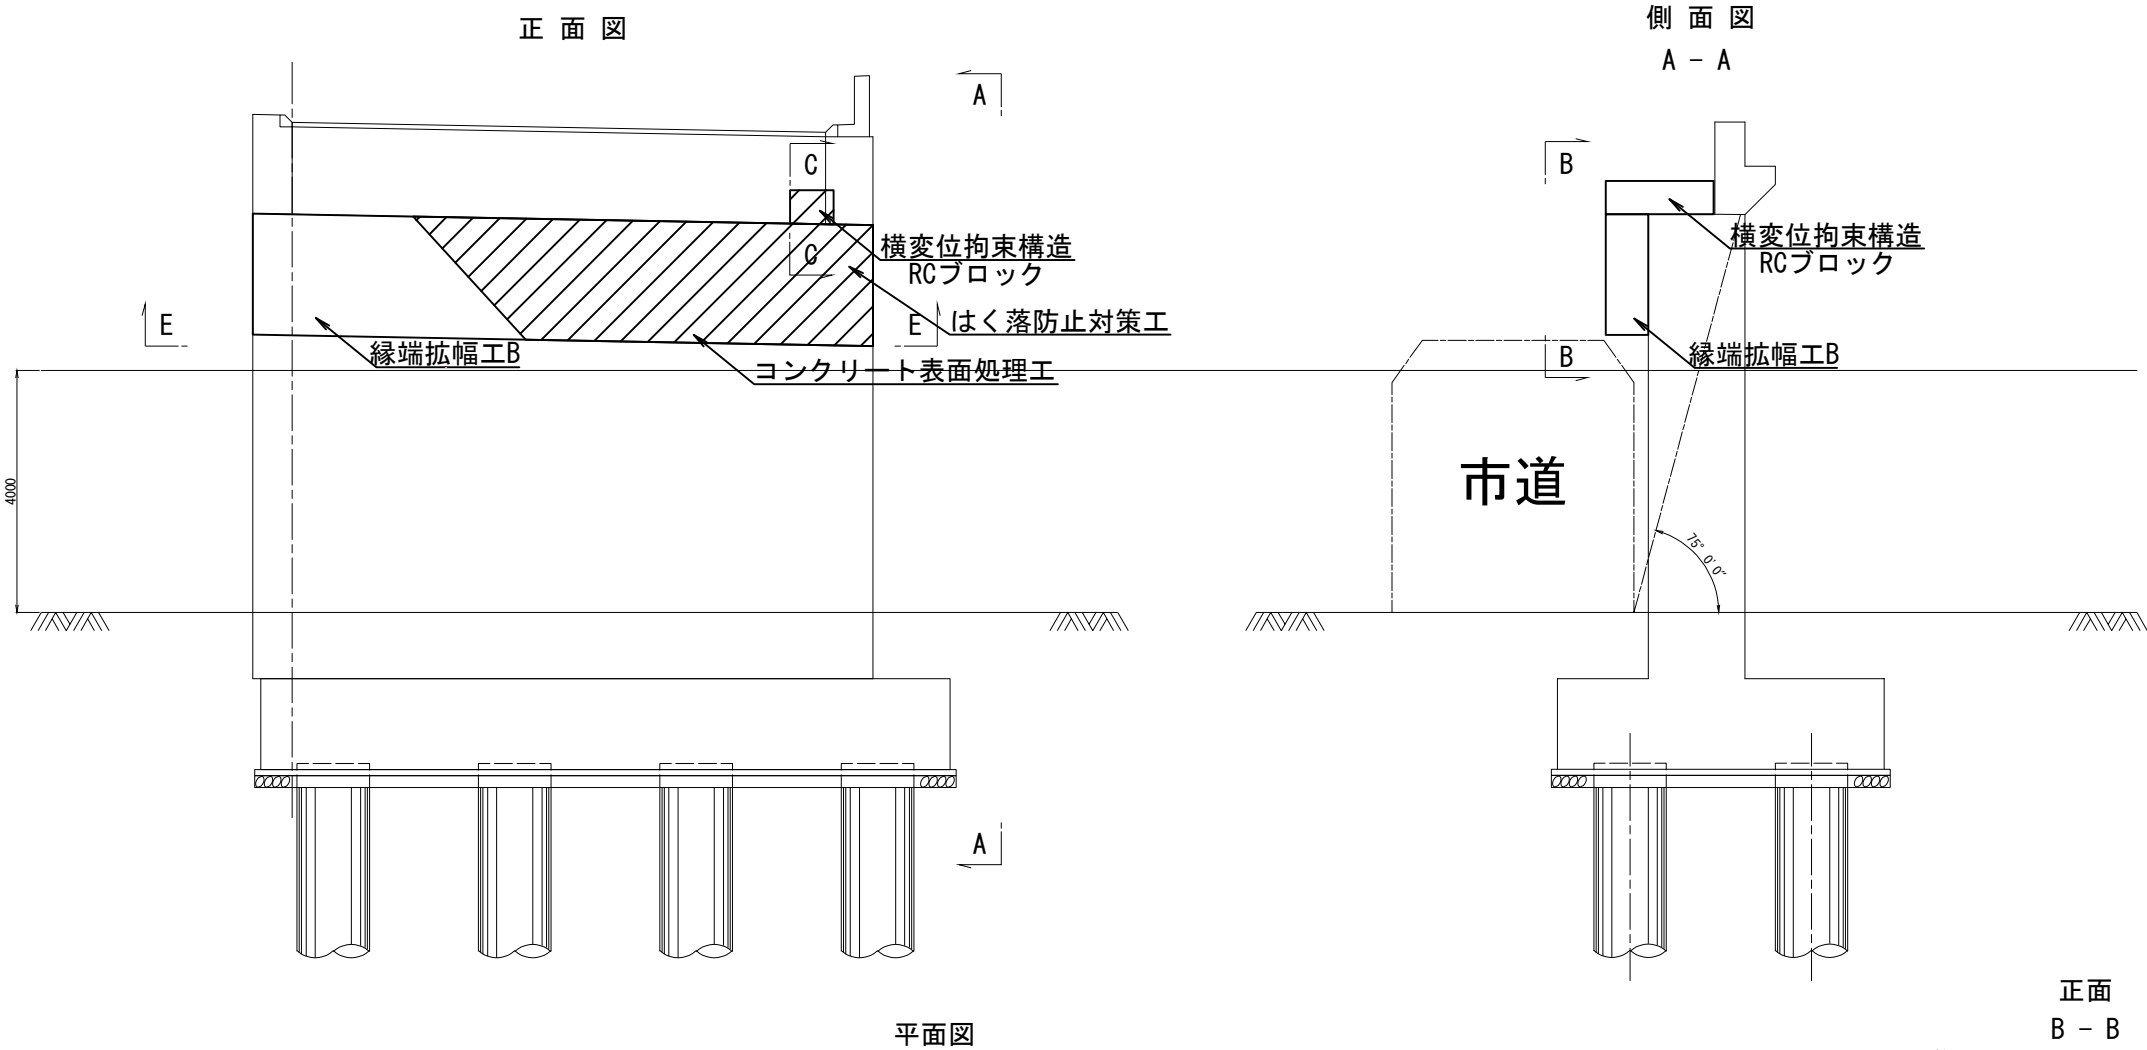 正 面 図
側 面 図
A - A
A
B
C
横変位拘束構造
RCブロック
C
横変位拘束構造
RCブロック
E
はく落防止対策工
E
縁端拡幅工B
コンクリート表面処理工
B
縁端拡幅工B
4000
市道
75° 0′0″
A
正面
B - B
平面図